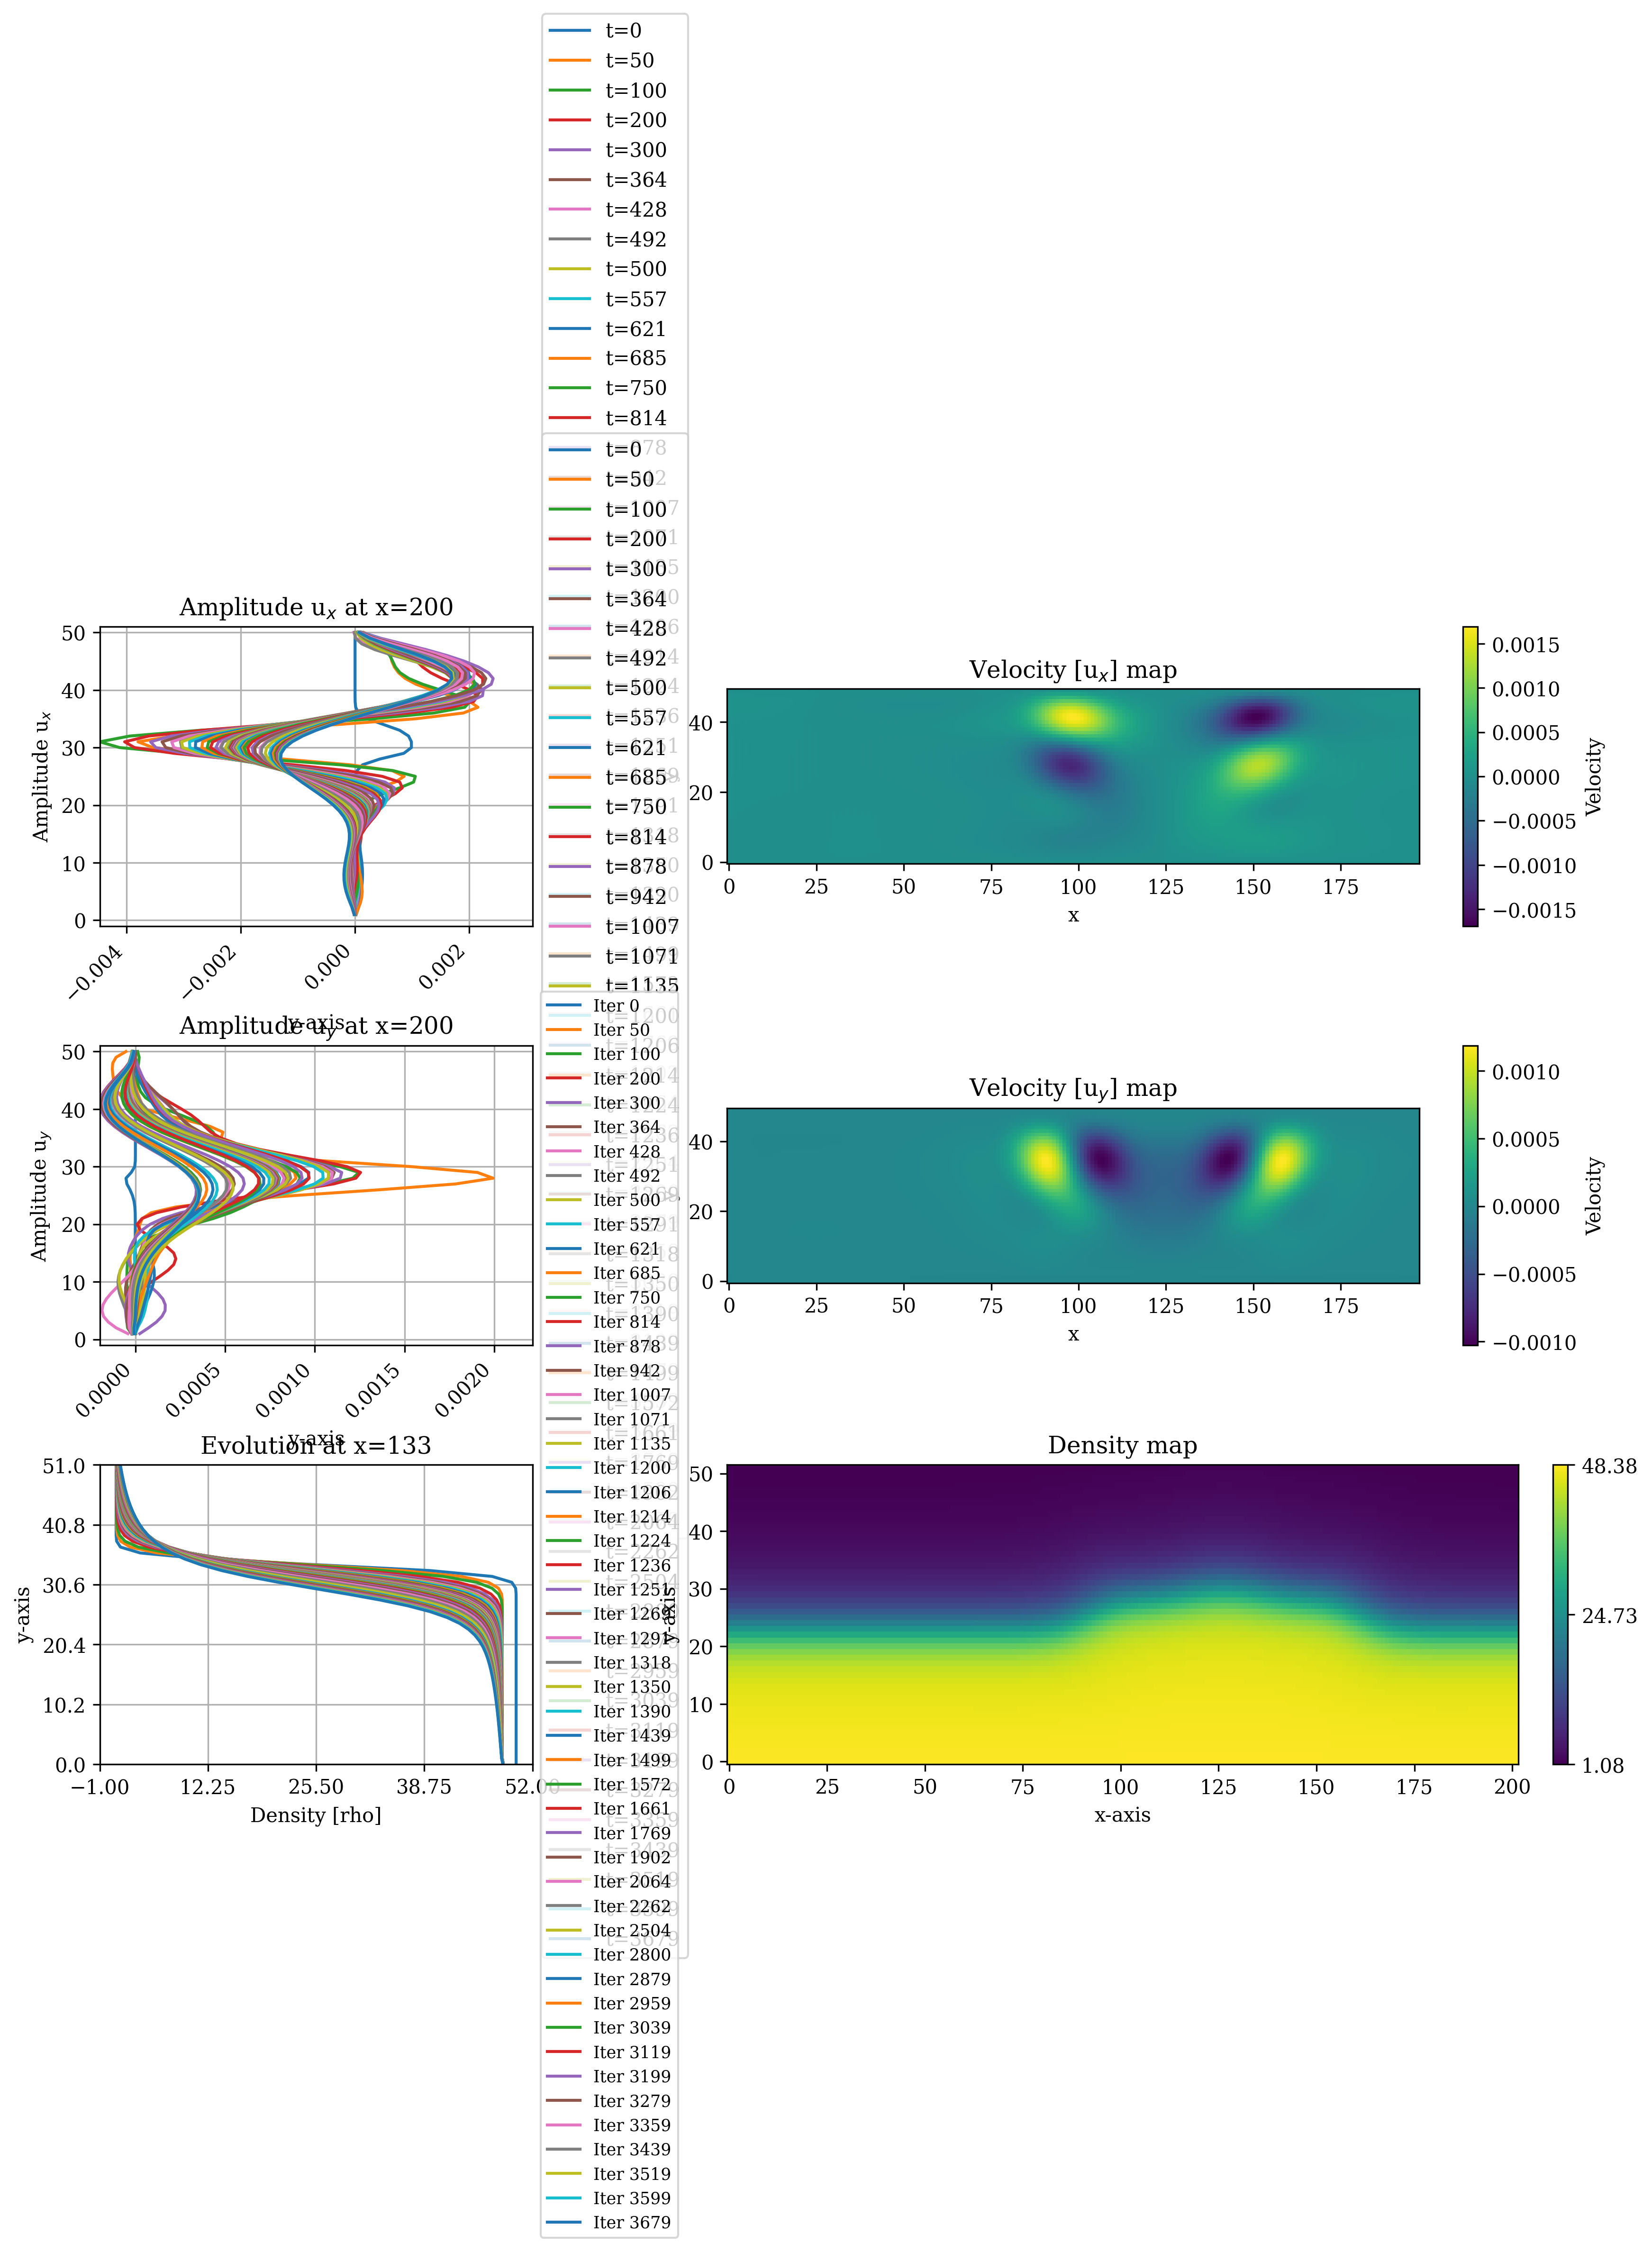 t=0
t=50
t=100
t=200
t=300
t=364
t=428
t=492
t=500
t=557
t=621
t=685
t=750
t=814
t=0
t=50
t=100
t=200
t=300
t=364
t=428
t=492
t=500
t=557
t=621
t=685
t=750
t=814
t=878
t=942
t=1007
t=1071
t=1135
Iter 0
Iter 50
Iter 100
Iter 200
Iter 300
Iter 364
Iter 428
Iter 492
Iter 500
Iter 557
Iter 621
Iter 685
Iter 750
Iter 814
Iter 878
Iter 942
Iter 1007
Iter 1071
Iter 1135
Iter 1200
Iter 1206
Iter 1214
Iter 1224
Iter 1236
Iter 1251
Iter 1269
Iter 1291
Iter 1318
Iter 1350
Iter 1390
Iter 1439
Iter 1499
Iter 1572
Iter 1661
Iter 1769
Iter 1902
Iter 2064
Iter 2262
Iter 2504
Iter 2800
Iter 2879
Iter 2959
Iter 3039
Iter 3119
Iter 3199
Iter 3279
Iter 3359
Iter 3439
Iter 3519
Iter 3599
Iter 3679
Amplitude uₓ at x=200
Amplitude uₓ
50
40
30
20
10
0
−0.004
−0.002
0.000
0.002
y-axis
Velocity [uₓ] map
40
20
0
0
25
50
75
100
125
150
175
x
0.0015
0.0010
0.0005
0.0000
−0.0005
−0.0010
−0.0015
Velocity
Amplitude u_y at x=200
Amplitude u_y
50
40
30
20
10
0
0.0000
0.0005
0.0010
0.0015
0.0020
y-axis
Velocity [u_y] map
40
20
0
0
25
50
75
100
125
150
175
x
0.0010
0.0005
0.0000
−0.0005
−0.0010
Velocity
Evolution at x=133
y-axis
51.0
40.8
30.6
20.4
10.2
0.0
−1.00
12.25
25.50
38.75
52.00
Density [rho]
Density map
y-axis
50
40
30
20
10
0
0
25
50
75
100
125
150
175
200
x-axis
48.38
24.73
1.08